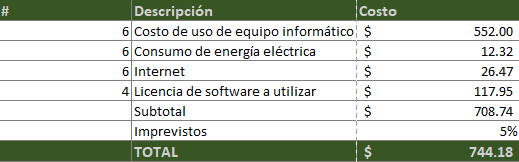 # Descripción Costo
6 Costo de uso de equipo informático $ 552.00
6 Consumo de energía eléctrica $ 12.32
6 Internet $ 26.47
4 Licencia de software a utilizar $ 117.95
Subtotal $ 708.74
Imprevistos 5%
TOTAL $ 744.18